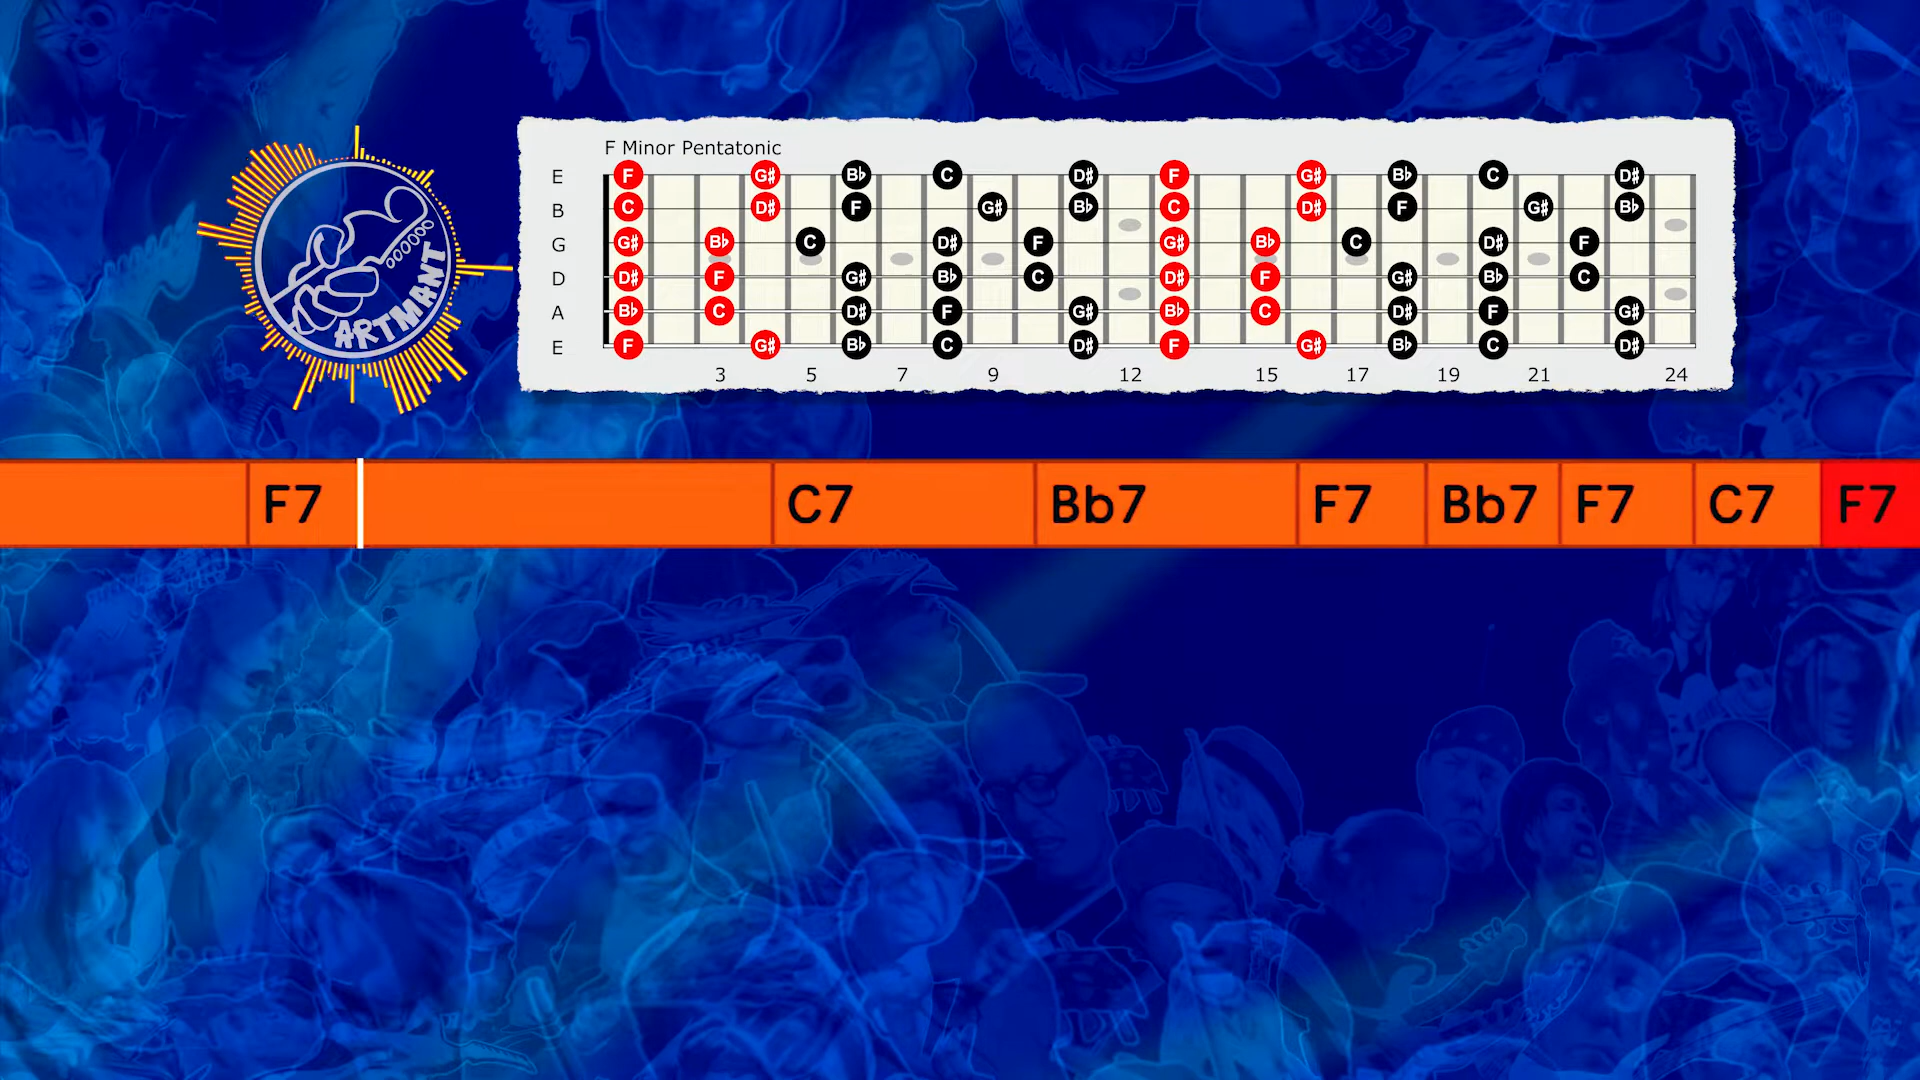 F Minor Pentatonic
E F G# B♭ C D# F G# B♭ C D#
B C D# F G# B♭ C D# F G# B♭
G G# B♭ C D# F G# B♭ C D# F
D D# F G# B♭ C D# F G# B♭ C
A B♭ C D# F G# B♭ C D# F G#
E F G# B♭ C D# F G# B♭ C D#
3 5 7 9 12 15 17 19 21 24
ARTMANT
F7 C7 Bb7 F7 Bb7 F7 C7 F7